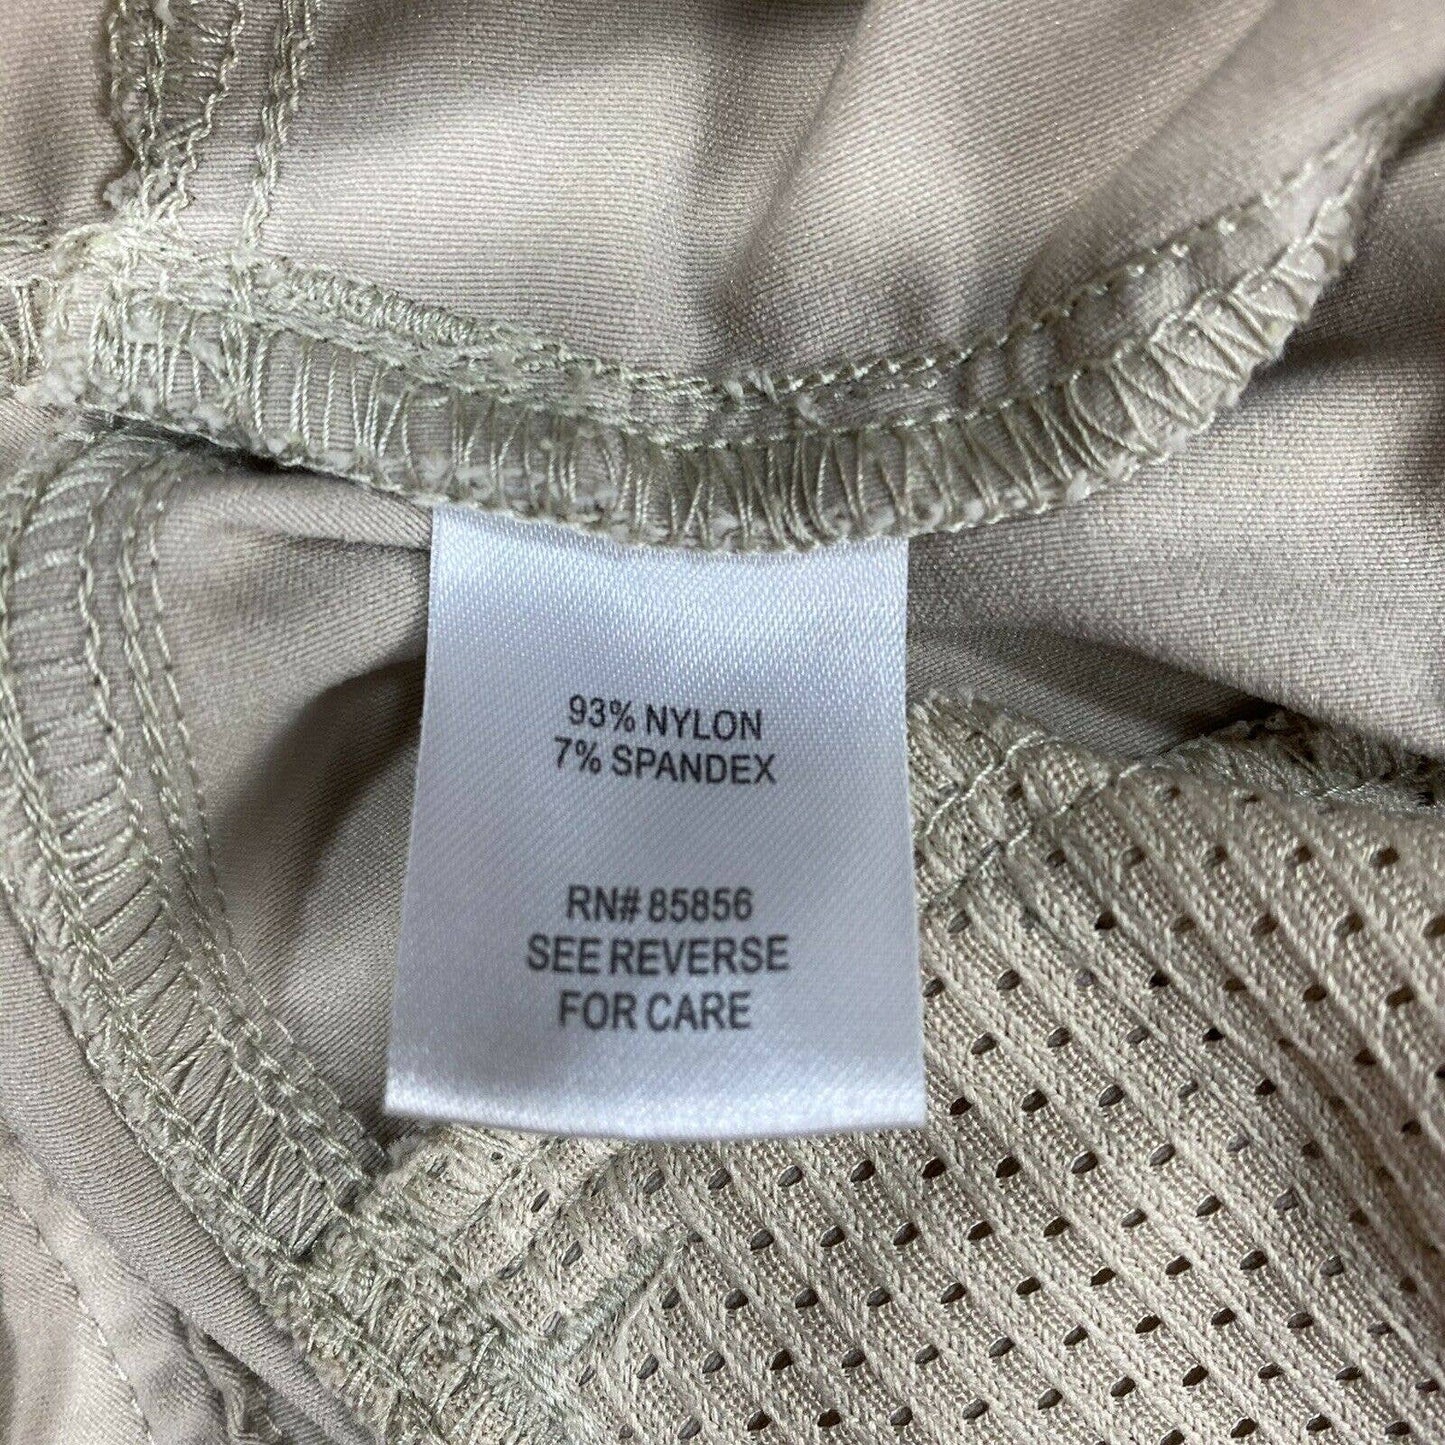 93% NYLON
7% SPANDEX
RN# 85856
SEE REVERSE
FOR CARE